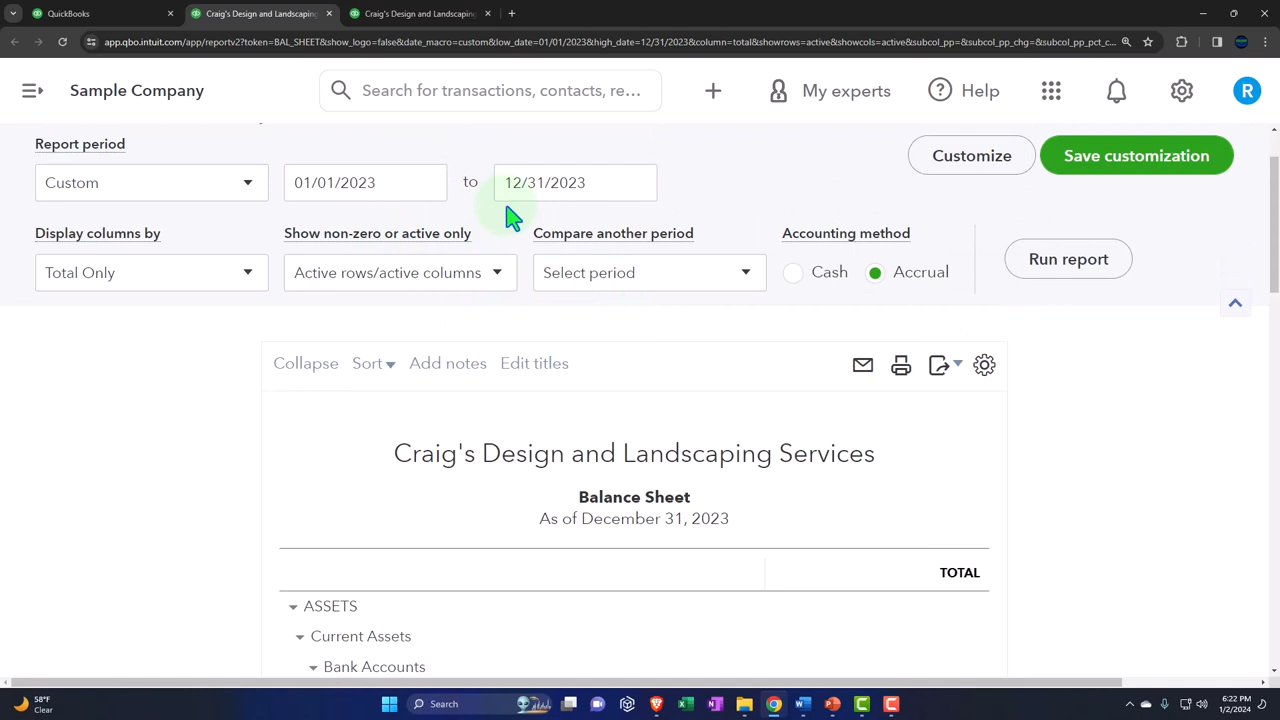 QuickBooks
Craig's Design and Landscaping
Craig's Design and Landscaping
app.qbo.intuit.com/app/reportv2?token=BAL_SHEET&show_logo=false&date_macro=custom&low_date=01/01/2023&high_date=12/31/2023&column=total&showrows=active&showcols=active&subcol_pp=&subcol_pp_chg=&subcol_pp_pct_c...
Sample Company
Search for transactions, contacts, re...
My experts
Help
R
Report period
Custom
01/01/2023
to
12/31/2023
Customize
Save customization
Display columns by
Show non-zero or active only
Compare another period
Accounting method
Total Only
Active rows/active columns
Select period
Cash
Accrual
Run report
Collapse
Sort
Add notes
Edit titles
Craig's Design and Landscaping Services
Balance Sheet
As of December 31, 2023
TOTAL
ASSETS
Current Assets
Bank Accounts
58°F
Clear
Search
6:22 PM
1/2/2024